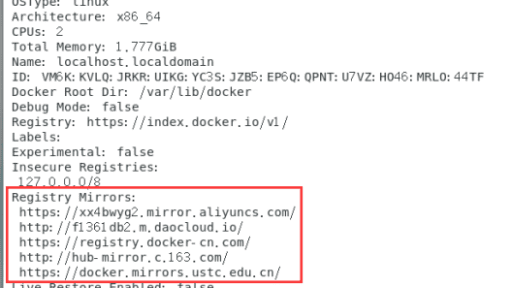 OSType: linux
Architecture: x86_64
CPUs: 2
Total Memory: 1.777GiB
Name: localhost.localdomain
ID: VM6K:KVLQ:JRKR:UIKG:YC3S:JZB5:EP6Q:QPNT:U7VZ:HO46:MRLO:44TF
Docker Root Dir: /var/lib/docker
Debug Mode: false
Registry: https://index.docker.io/v1/
Labels:
Experimental: false
Insecure Registries:
127.0.0.0/8
Registry Mirrors:
https://xx4bwyg2.mirror.aliyuncs.com/
http://f1361db2.m.daocloud.io/
https://registry.docker-cn.com/
http://hub-mirror.c.163.com/
https://docker.mirrors.ustc.edu.cn/
Live Restore Enabled: false